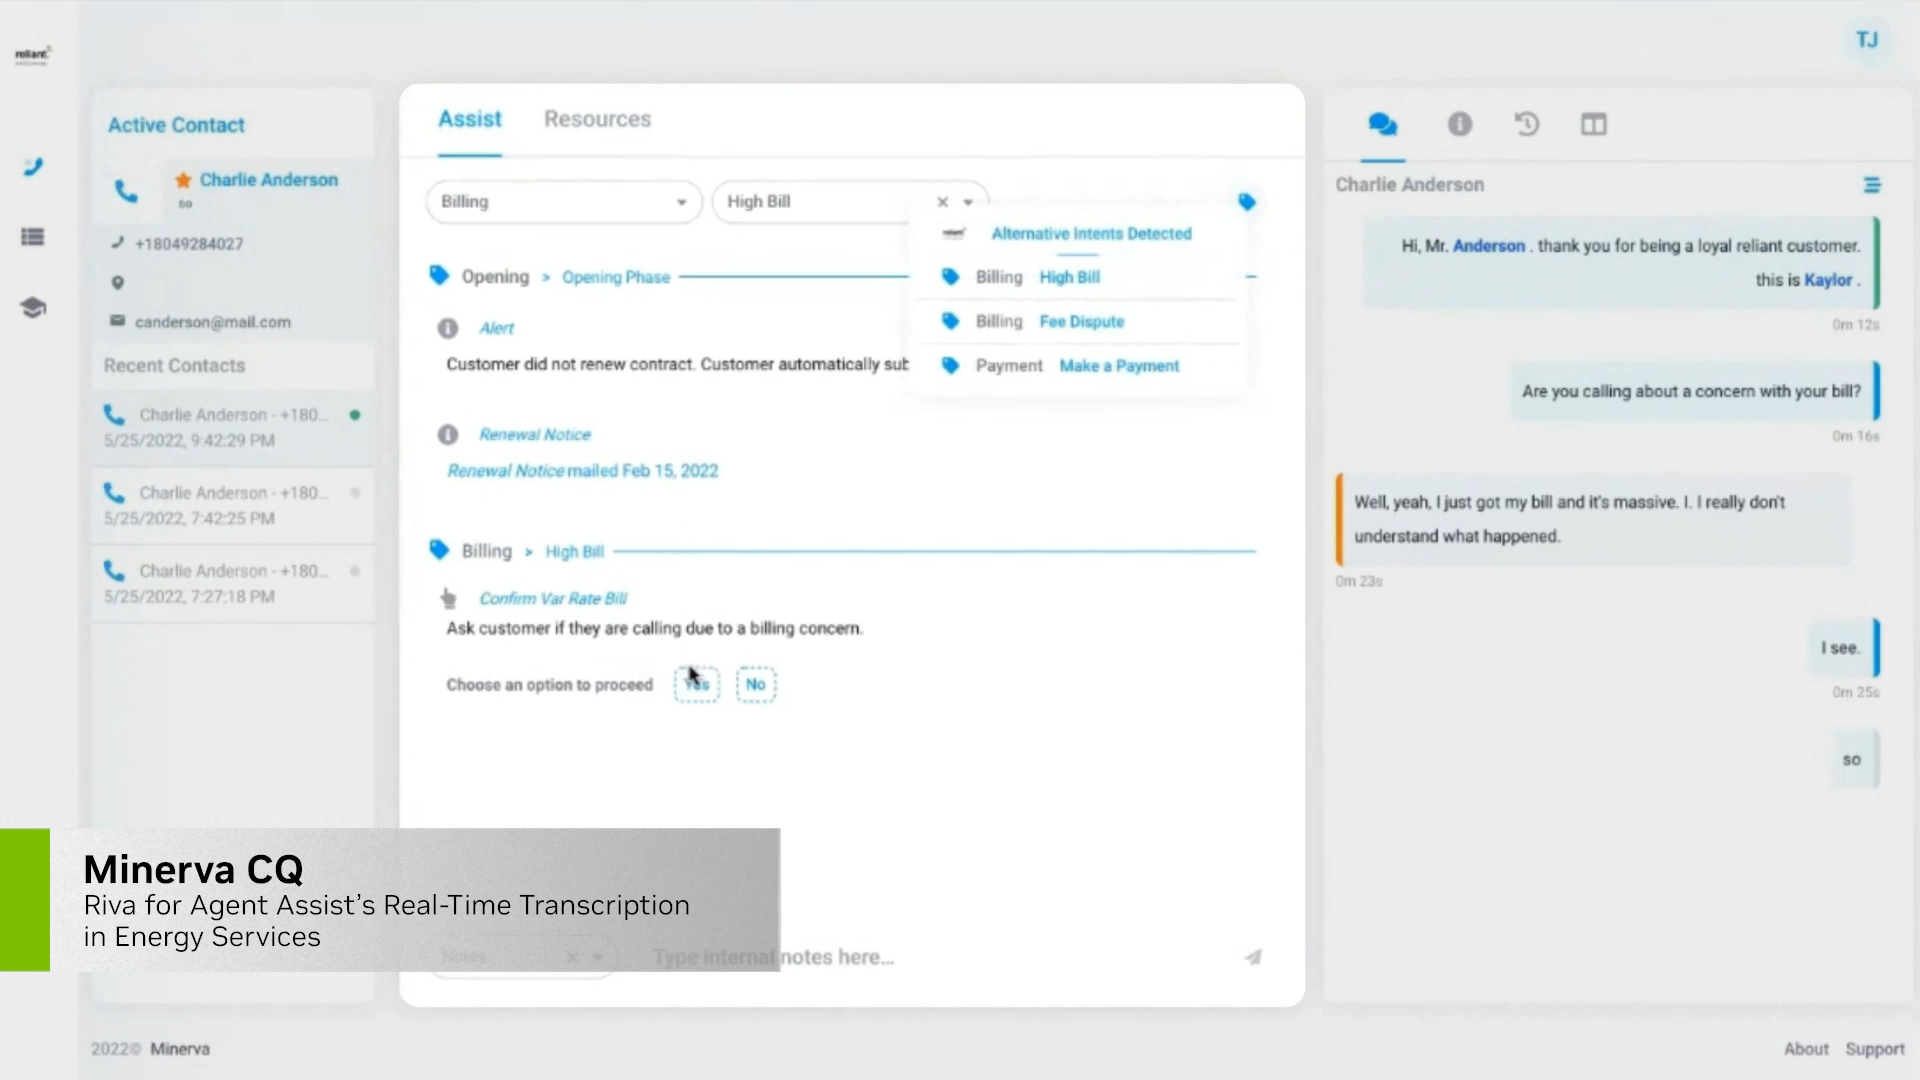 reliant
TJ
Active Contact
Charlie Anderson
so
+18049284027
canderson@mail.com
Recent Contacts
Charlie Anderson - +180...
5/25/2022, 9:42:29 PM
Charlie Anderson - +180...
5/25/2022, 7:42:25 PM
Charlie Anderson - +180...
5/25/2022, 7:27:18 PM
Assist Resources
Billing High Bill
Alternative Intents Detected
Billing High Bill
Billing Fee Dispute
Payment Make a Payment
Opening > Opening Phase
Alert
Customer did not renew contract. Customer automatically sub
Renewal Notice
Renewal Notice mailed Feb 15, 2022
Billing > High Bill
Confirm Var Rate Bill
Ask customer if they are calling due to a billing concern.
Choose an option to proceed Yes No
Notes Type internal notes here...
Charlie Anderson
Hi, Mr. Anderson . thank you for being a loyal reliant customer.
this is Kaylor .
0m 12s
Are you calling about a concern with your bill?
0m 16s
Well, yeah, I just got my bill and it's massive. I. I really don't
understand what happened.
0m 23s
I see.
0m 25s
so
Minerva CQ
Riva for Agent Assist’s Real-Time Transcription
in Energy Services
2022© Minerva
About Support